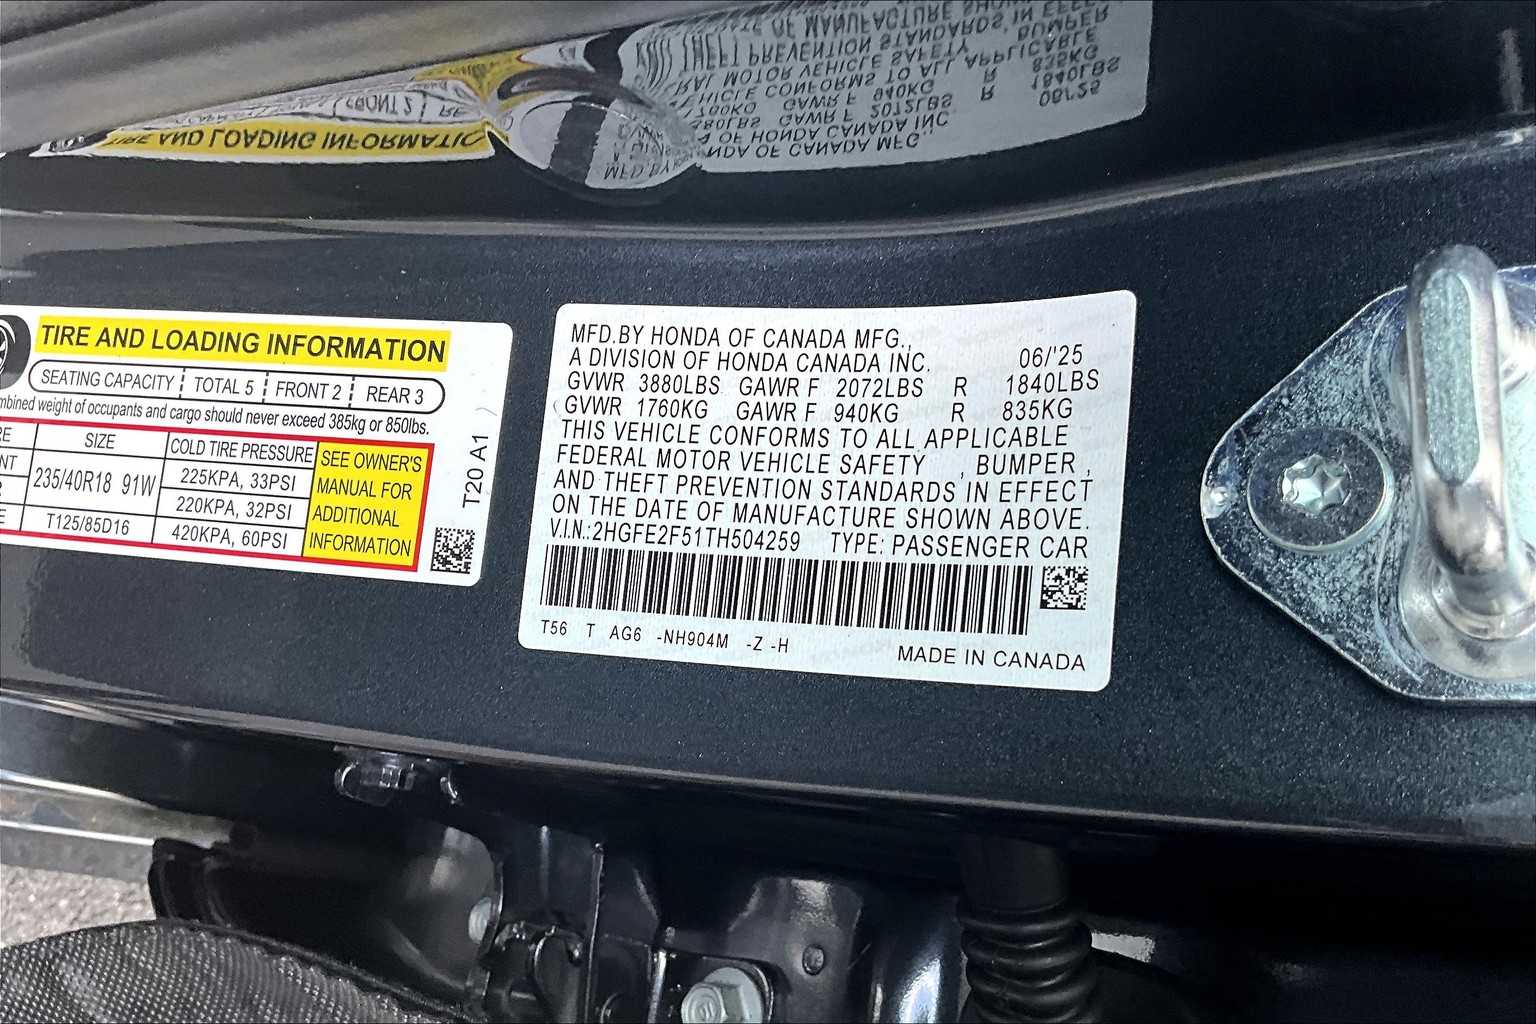 TIRE AND LOADING INFORMATION
SEATING CAPACITY TOTAL 5 FRONT 2 REAR 3
weight of occupants and cargo should never exceed 385kg or 850lbs.
SIZE COLD TIRE PRESSURE
235/40R18 91W 225KPA, 33PSI
220KPA, 32PSI
T125/85D16 420KPA, 60PSI
SEE OWNER'S
MANUAL FOR
ADDITIONAL
INFORMATION
T20 A1
MFD.BY HONDA OF CANADA MFG.,
A DIVISION OF HONDA CANADA INC. 06/'25
GVWR 3880LBS GAWR F 2072LBS R 1840LBS
GVWR 1760KG GAWR F 940KG R 835KG
THIS VEHICLE CONFORMS TO ALL APPLICABLE
FEDERAL MOTOR VEHICLE SAFETY , BUMPER ,
AND THEFT PREVENTION STANDARDS IN EFFECT
ON THE DATE OF MANUFACTURE SHOWN ABOVE.
V.I.N.:2HGFE2F51TH504259 TYPE: PASSENGER CAR
T56 T AG6 -NH904M -Z -H
MADE IN CANADA